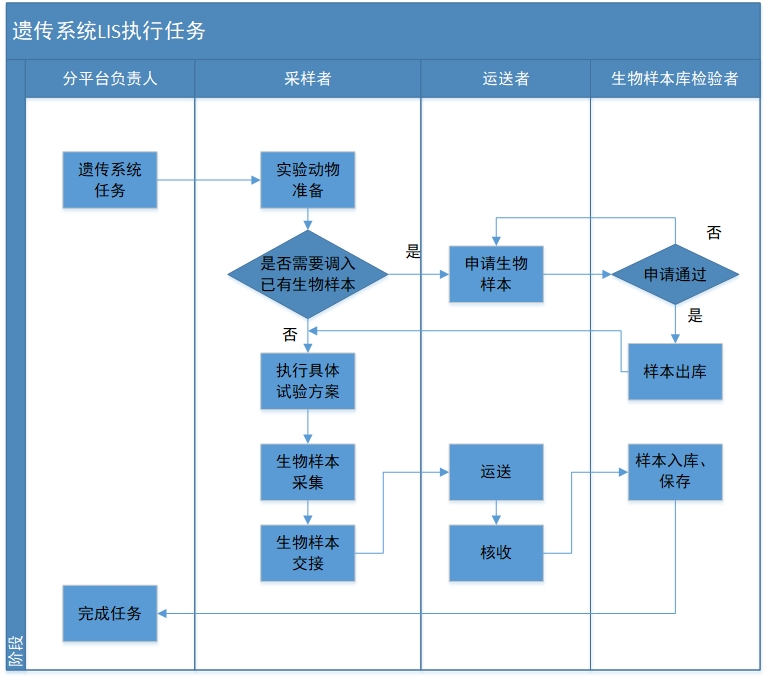 遗传系统LIS执行任务
分平台负责人
采样者
运送者
生物样本库检验者
遗传系统
任务
实验动物
准备
是否需要调入
已有生物样本
是
申请生物
样本
否
申请通过
是
否
样本出库
执行具体
试验方案
生物样本
采集
运送
样本入库、
保存
生物样本
交接
核收
完成任务
阶段